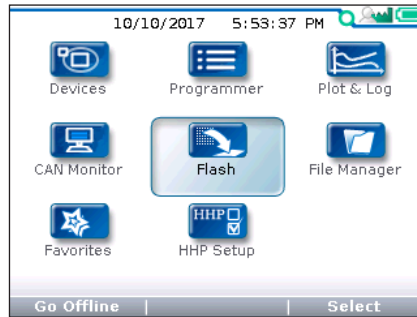 10/10/2017 5:53:37 PM
Devices Programmer Plot & Log
CAN Monitor Flash File Manager
HHP
Favorites HHP Setup
Go Offline Select